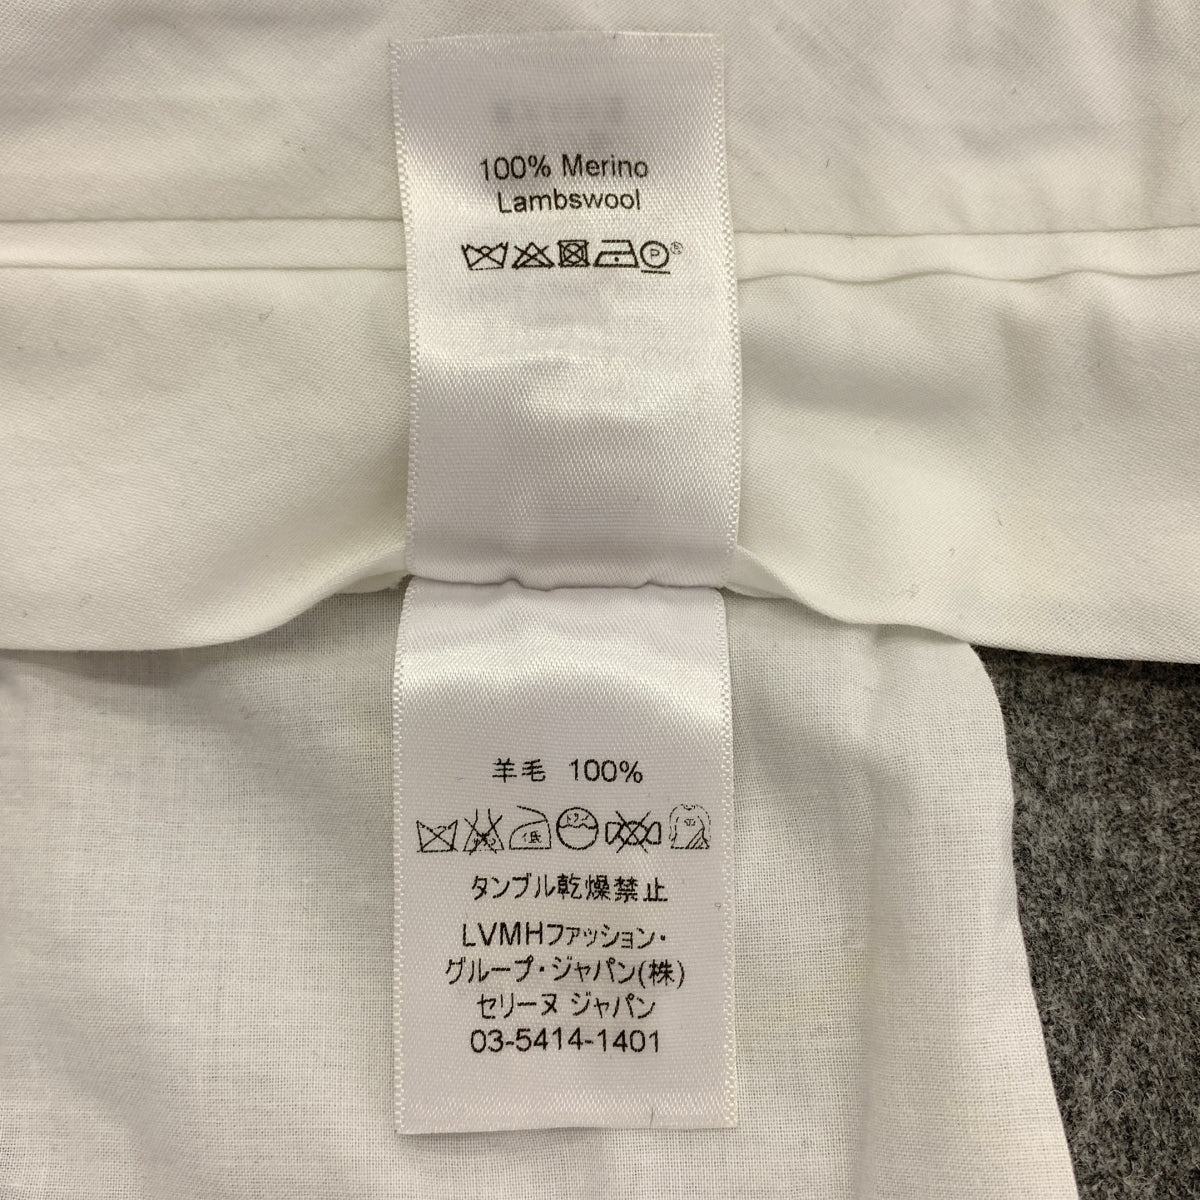 100% Merino
Lambswool
P®
羊毛 100%
低
タンブル乾燥禁止
LVMHファッション・
グループ・ジャパン(株)
セリーヌ ジャパン
03-5414-1401